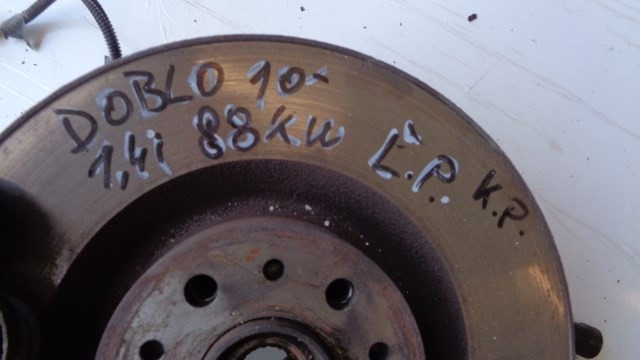 DOBLO 10-
1,4i 88KW Ľ.P. K.P.